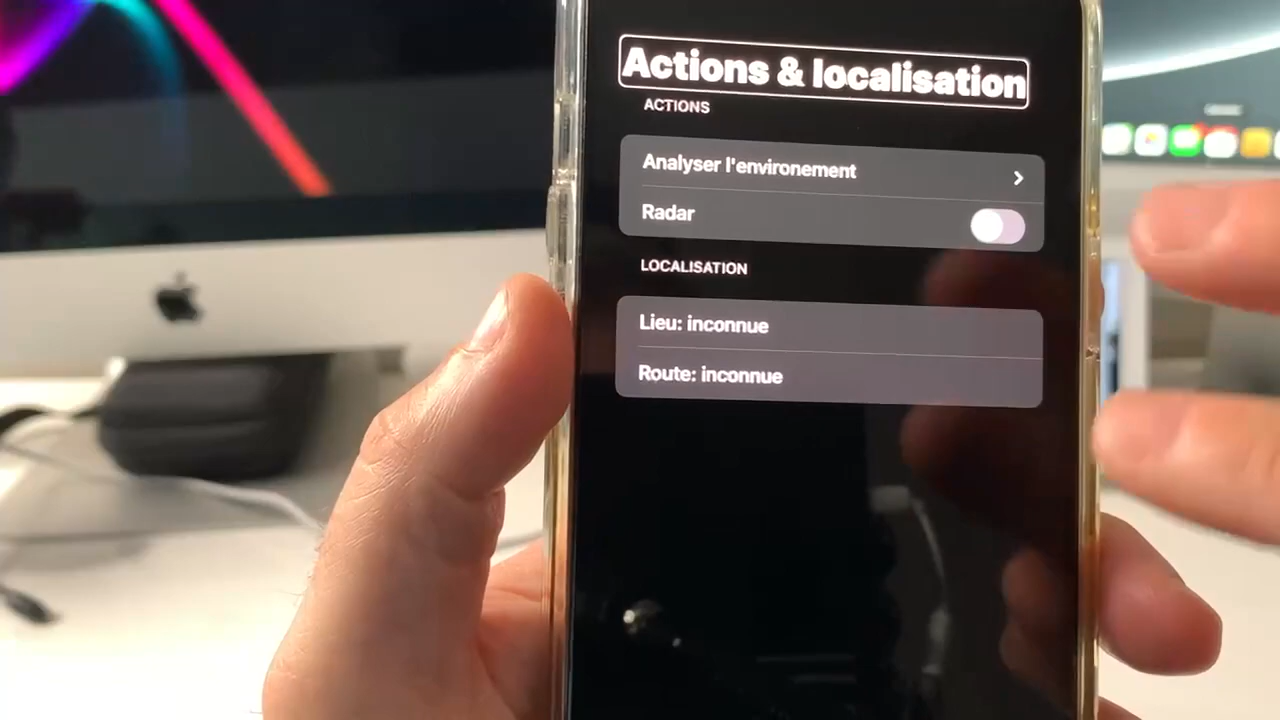 Actions & localisation
ACTIONS
Analyser l'environement
Radar
LOCALISATION
Lieu: inconnue
Route: inconnue